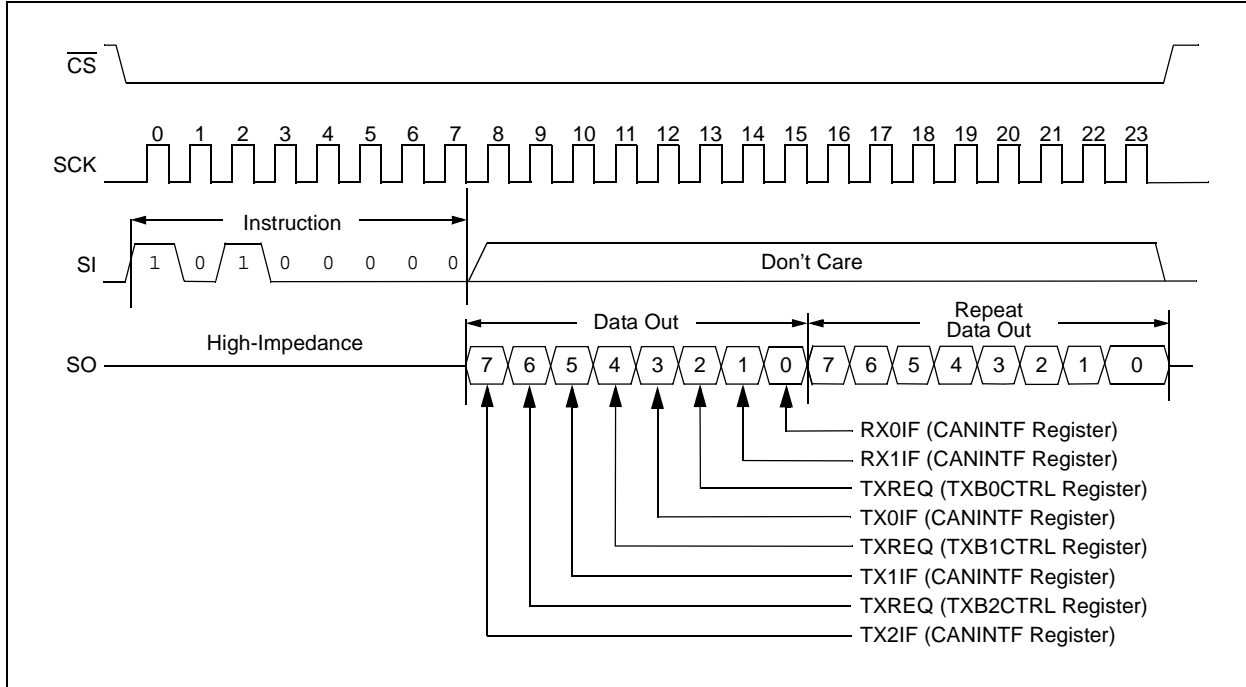 CS
0 1 2 3 4 5 6 7 8 9 10 11 12 13 14 15 16 17 18 19 20 21 22 23
SCK
Instruction
SI 1 0 1 0 0 0 0 0 Don't Care
Data Out
Repeat
Data Out
High-Impedance
SO 7 6 5 4 3 2 1 0 7 6 5 4 3 2 1 0
RX0IF (CANINTF Register)
RX1IF (CANINTF Register)
TXREQ (TXB0CTRL Register)
TX0IF (CANINTF Register)
TXREQ (TXB1CTRL Register)
TX1IF (CANINTF Register)
TXREQ (TXB2CTRL Register)
TX2IF (CANINTF Register)